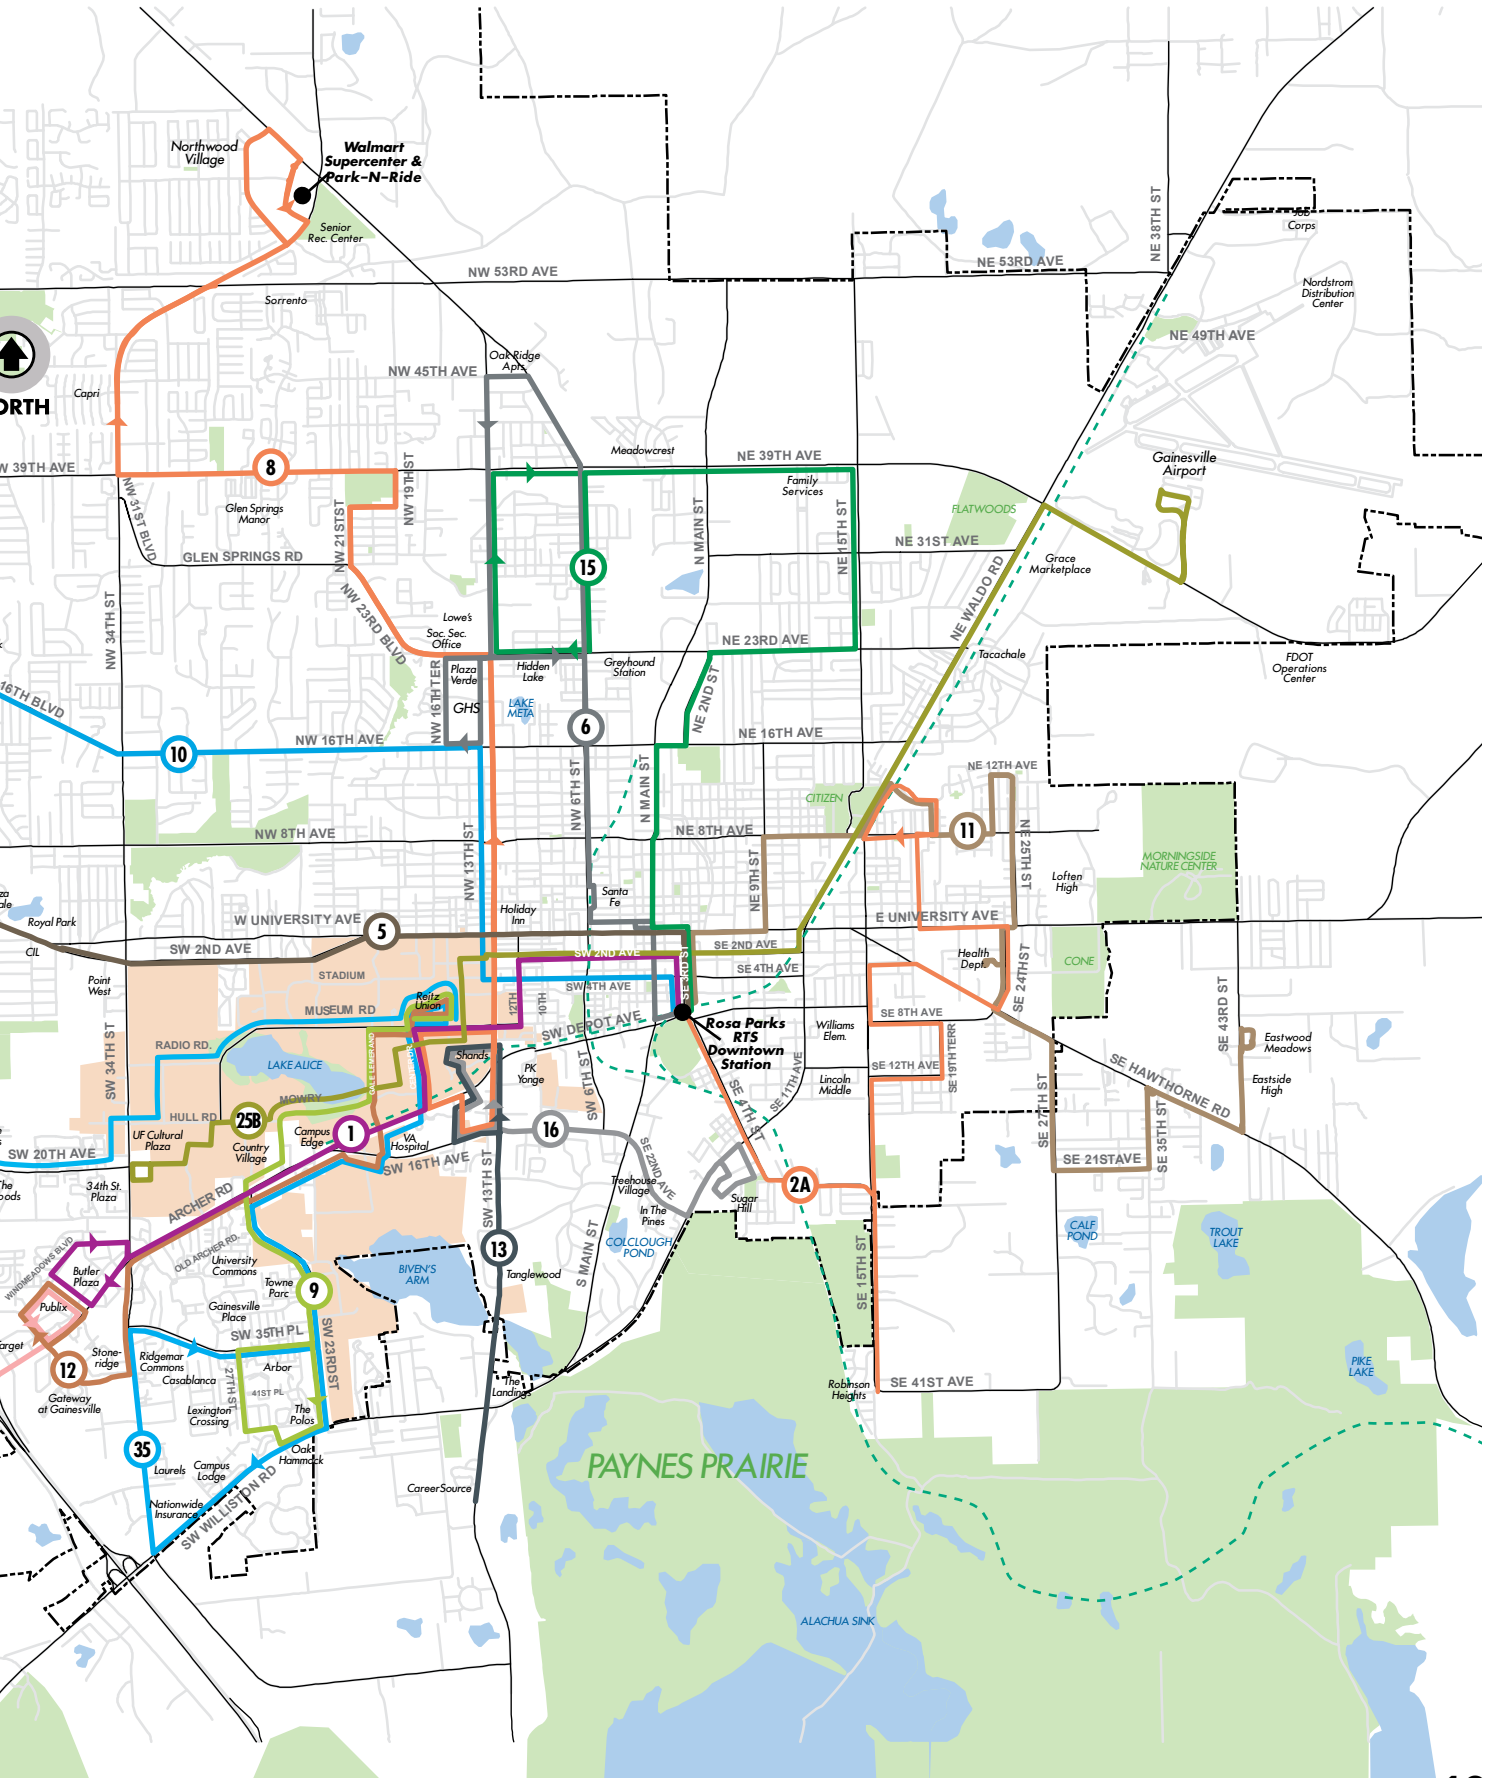 Northwood
Village
Walmart
Supercenter &
Park-N-Ride
Senior
Rec. Center
NE 38TH ST
Job
Corps
NW 53RD AVE
NE 53RD AVE
Sorrento
Nordstrom
Distribution
Center
NE 49TH AVE
Oak Ridge
Apts.
NW 45TH AVE
Capri
ORTH
Meadowcrest
NE 39TH AVE
W 39TH AVE
8
NW 19TH ST
Gainesville
Airport
Family
Services
NW 31ST BLVD
Glen Springs
Manor
NW 21ST ST
N MAIN ST
NE 15TH ST
FLATWOODS
NE 31ST AVE
GLEN SPRINGS RD
15
Grace
Marketplace
NW 34TH ST
NW 23RD BLVD
Lowe's
Soc. Sec.
Office
NE WALDO RD
NE 23RD AVE
Tacachale
16TH BLVD
NW 16TH TER
Plaza
Verde
Hidden
Lake
Greyhound
Station
FDOT
Operations
Center
GHS
LAKE
META
NE 2ND ST
6
NW 16TH AVE
NE 16TH AVE
10
NW 6TH ST
N MAIN ST
NE 12TH AVE
CITIZEN
NW 8TH AVE
NW 13TH ST
NE 8TH AVE
11
NE 25TH ST
NE 9TH ST
MORNINGSIDE
NATURE CENTER
Loften
High
za
ale
Royal Park
Santa
Fe
W UNIVERSITY AVE
Holiday
Inn
E UNIVERSITY AVE
5
CIL
SW 2ND AVE
SW 2ND AVE
SE 2ND AVE
Health
Dept.
CONE
Point
West
STADIUM
SE 4TH AVE
SE 3RD ST
SE 24TH ST
SW 4TH AVE
Reitz
Union
MUSEUM RD
12TH
10TH
SE 43RD ST
SW DEPOT AVE
SE 8TH AVE
Rosa Parks
RTS
Downtown
Station
Williams
Elem.
Eastwood
Meadows
SW 34TH ST
RADIO RD.
LAKE ALICE
GALE LEMERAND
Shands
PK
Yonge
SW 6TH ST
SE 11TH AVE
SE 12TH AVE
SE 19TH TERR
SE HAWTHORNE RD
Lincoln
Middle
Eastside
High
MOWRY
HULL RD
25B
SE 4TH ST
SE 27TH ST
SE 35TH ST
UF Cultural
Plaza
Campus
Edge
1
VA
Hospital
16
SW 20TH AVE
Country
Village
SW 16TH AVE
SE 22ND AVE
SE 21ST AVE
The
oods
34th St.
Plaza
ARCHER RD
SW 13TH ST
Treehouse
Village
2A
Sugar
Hill
In The
Pines
CALF
POND
TROUT
LAKE
WINDMEADOWS BLVD
OLD ARCHER RD.
13
S MAIN ST
COLCLOUGH
POND
SE 15TH ST
Butler
Plaza
University
Commons
BIVEN'S
ARM
Tanglewood
Publix
Towne
Parc
9
Gainesville
Place
arget
SW 35TH PL
SW 23RD ST
Stone-
ridge
Ridgemar
Commons
Arbor
PIKE
LAKE
12
Casablanca
27TH ST
The
Landings
Robinson
Heights
SE 41ST AVE
Gateway
at Gainesville
41ST PL
Lexington
Crossing
The
Polos
35
Oak
Hammock
Laurels
Campus
Lodge
PAYNES PRAIRIE
CareerSource
Nationwide
Insurance
SW WILLISTON RD
ALACHUA SINK